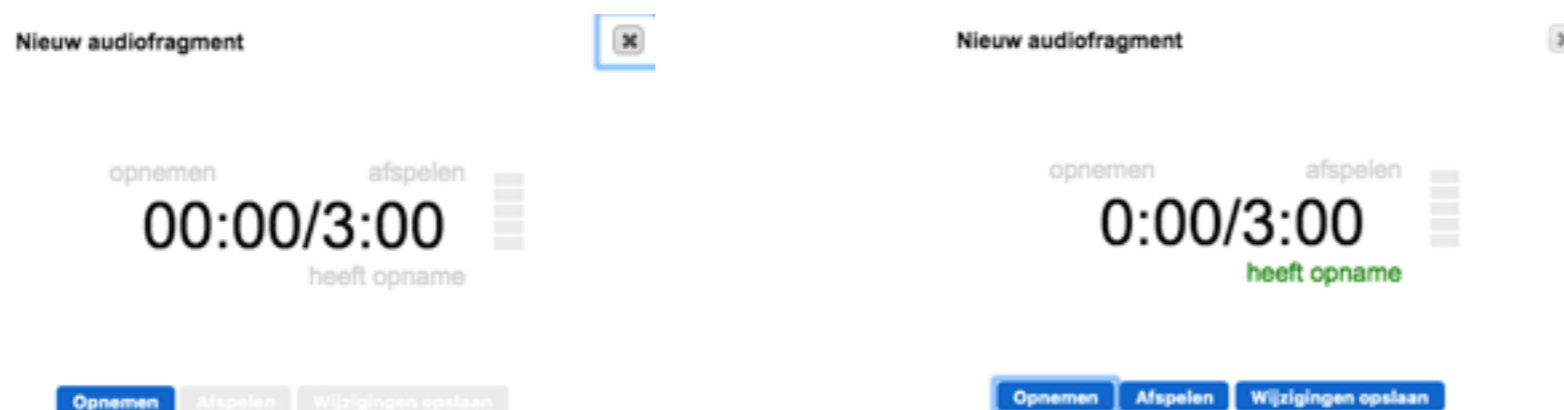 Nieuw audiofragment
opnemen afspelen
00:00/3:00
heeft opname
Opnemen Afspelen Wijzigingen opslaan
Nieuw audiofragment
opnemen afspelen
0:00/3:00
heeft opname
Opnemen Afspelen Wijzigingen opslaan